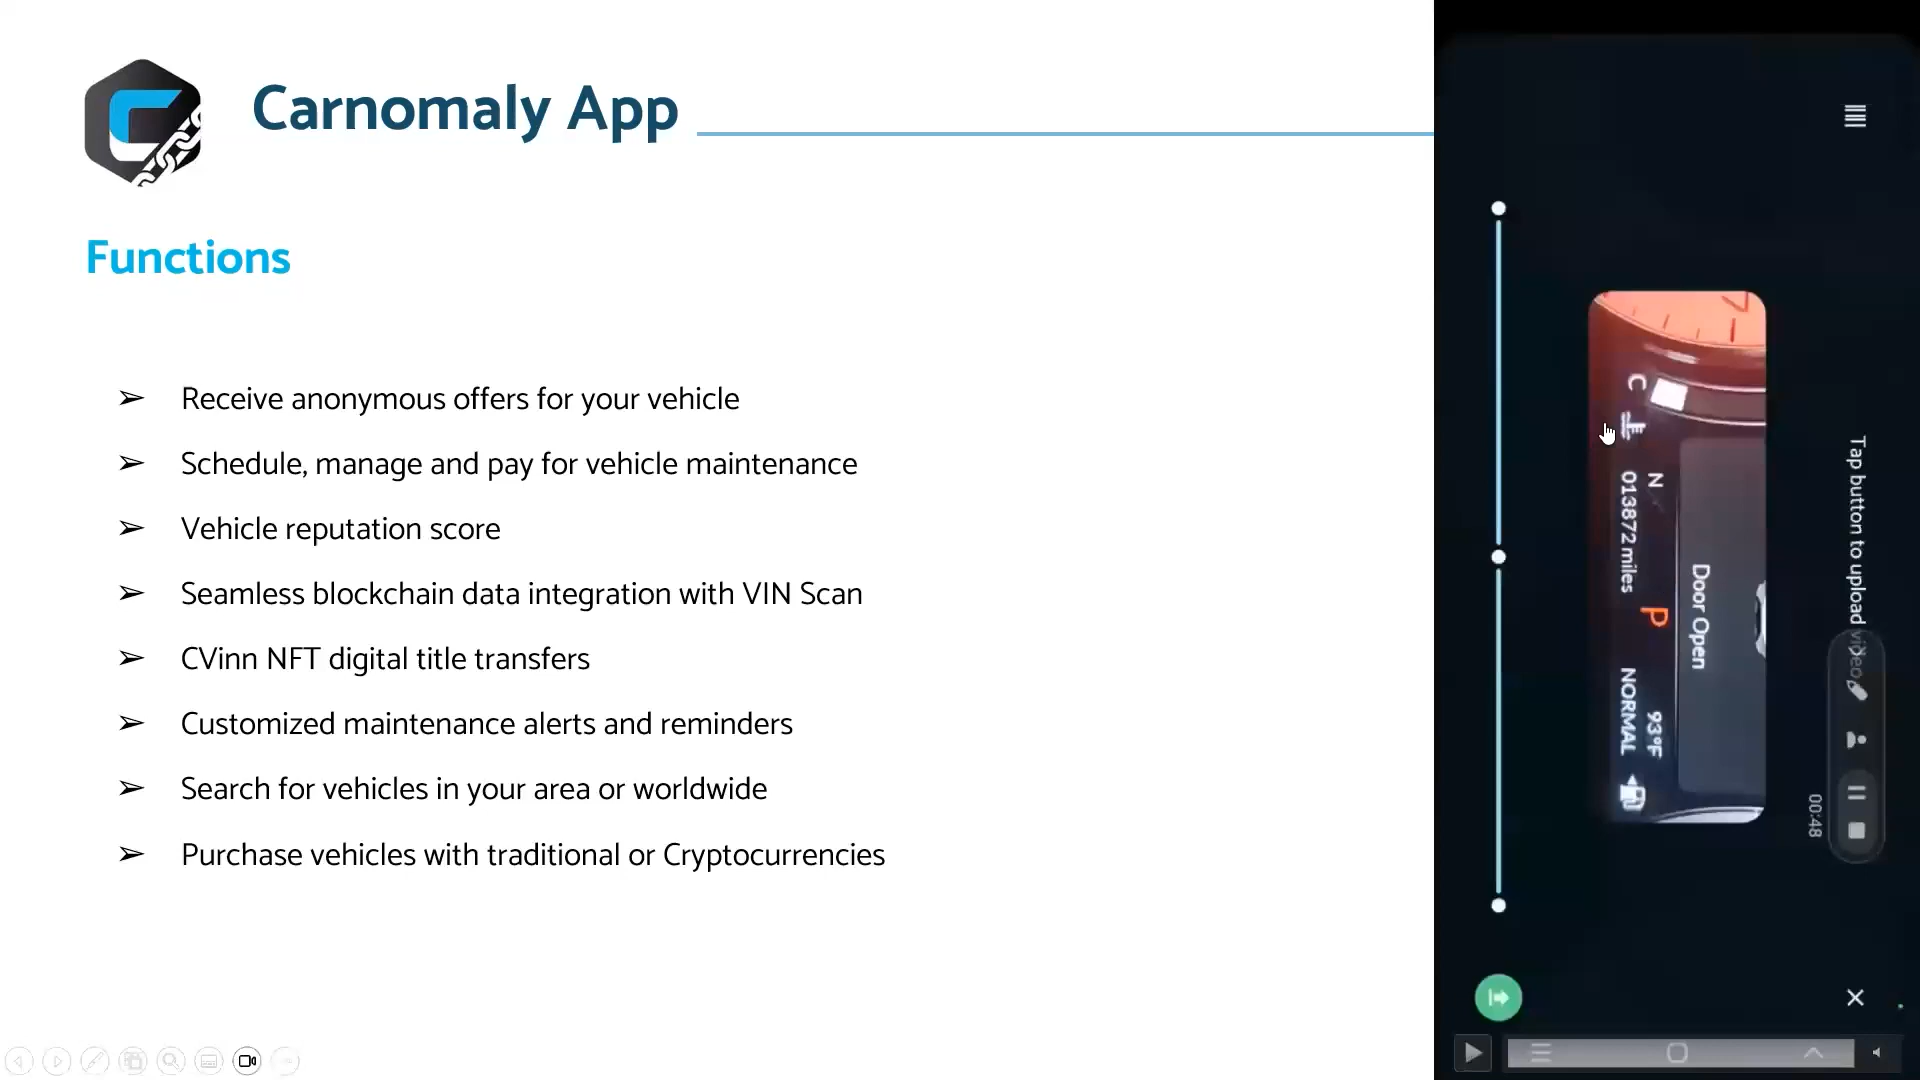 Carnomaly App
Functions
➢ Receive anonymous offers for your vehicle
➢ Schedule, manage and pay for vehicle maintenance
➢ Vehicle reputation score
➢ Seamless blockchain data integration with VIN Scan
➢ CVinn NFT digital title transfers
➢ Customized maintenance alerts and reminders
➢ Search for vehicles in your area or worldwide
➢ Purchase vehicles with traditional or Cryptocurrencies
Tap button to upload video
00:48
Door Open
N P 93°F
C 013872 miles NORMAL